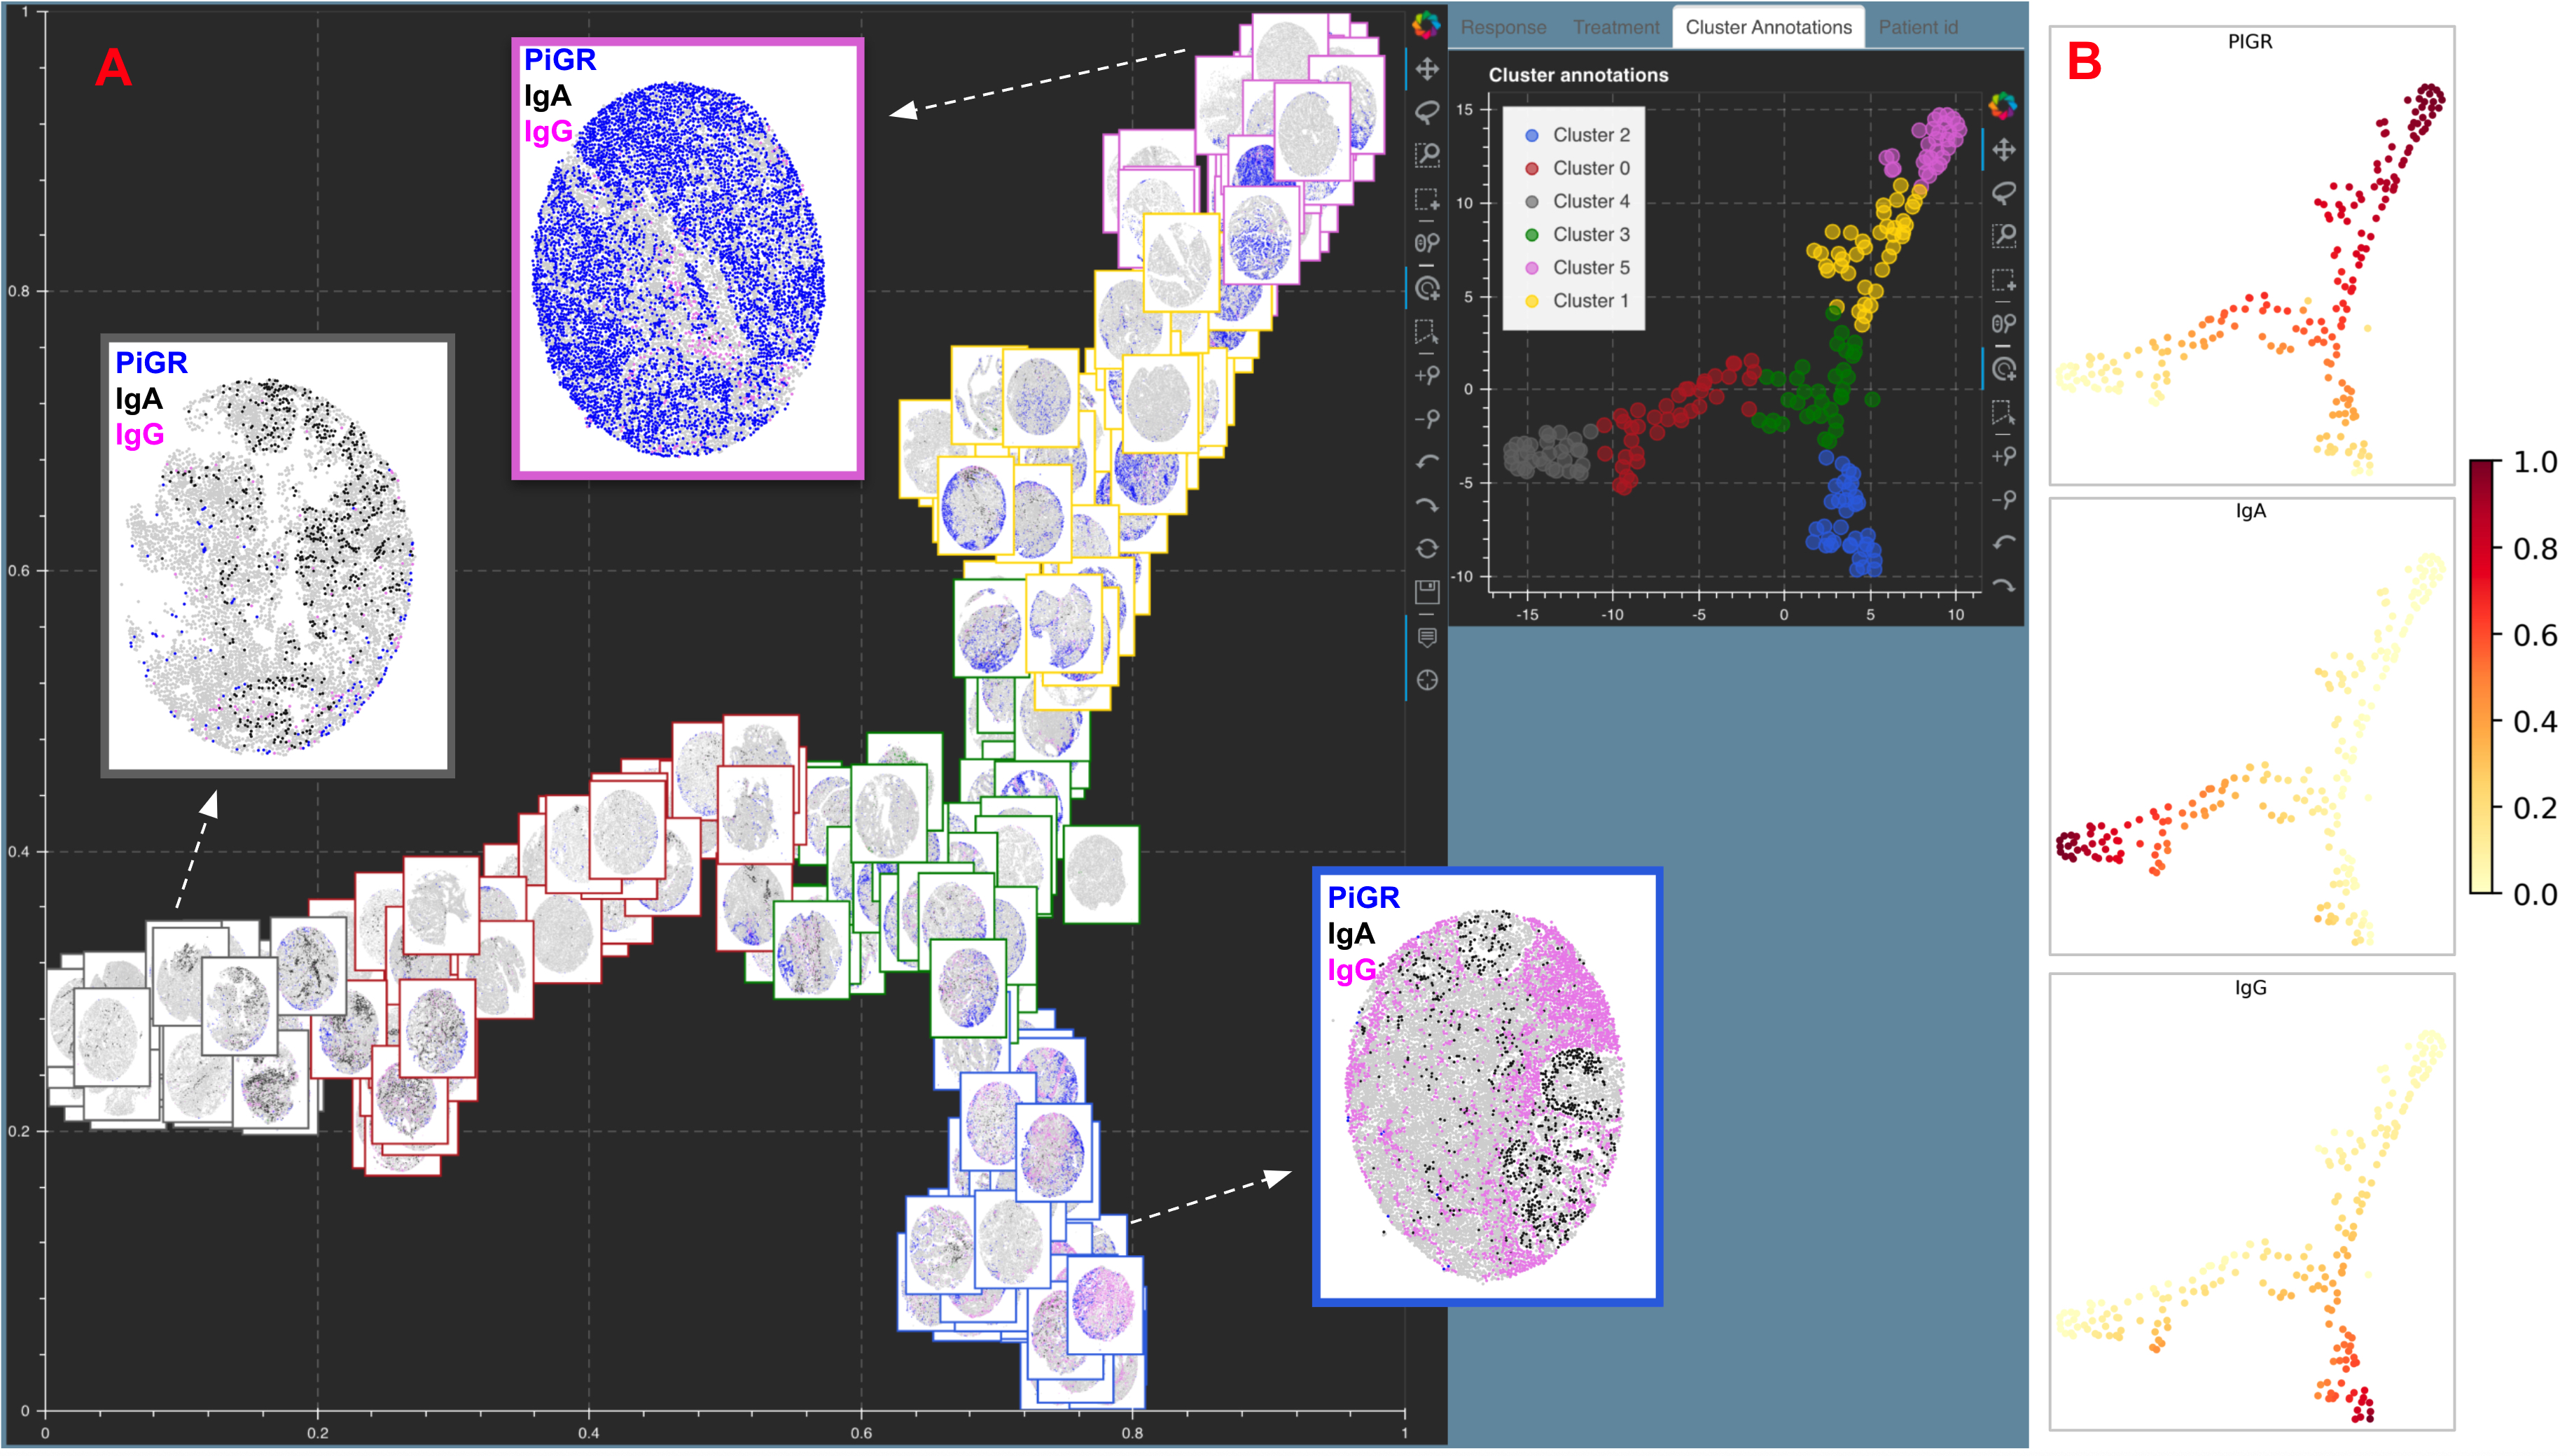 A
PiGR
IgA
IgG
PiGR
IgA
IgG
PiGR
IgA
IgG
1
0.8
0.6
0.4
0.2
0
0
0.2
0.4
0.6
0.8
1
Response Treatment Cluster Annotations Patient id
Cluster annotations
Cluster 2
Cluster 0
Cluster 4
Cluster 3
Cluster 5
Cluster 1
15
10
5
0
-5
-10
-15
-10
-5
0
5
10
B
PIGR
IgA
IgG
1.0
0.8
0.6
0.4
0.2
0.0